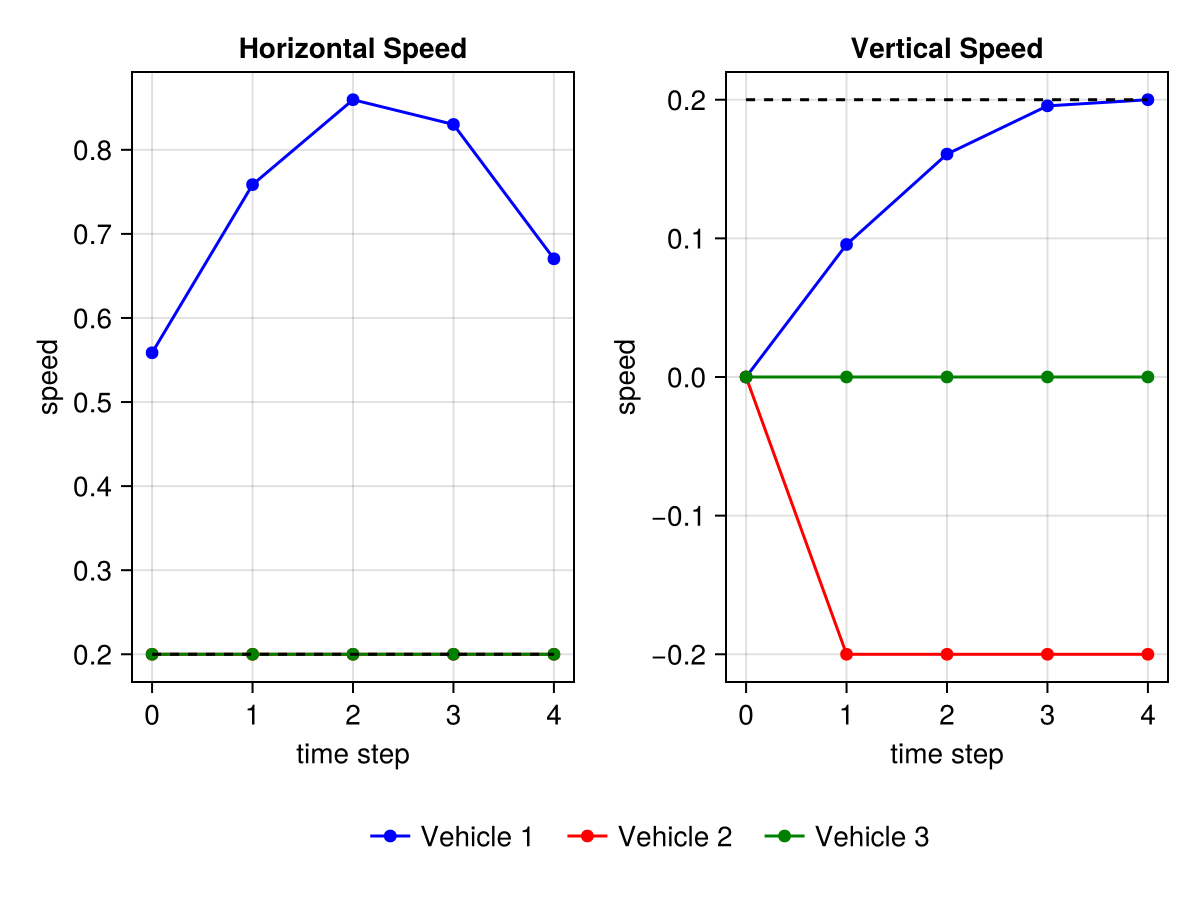 Horizontal Speed
speed
0.8
0.7
0.6
0.5
0.4
0.3
0.2
0 1 2 3 4
time step
Vertical Speed
speed
0.2
0.1
0.0
−0.1
−0.2
0 1 2 3 4
time step
Vehicle 1 Vehicle 2 Vehicle 3